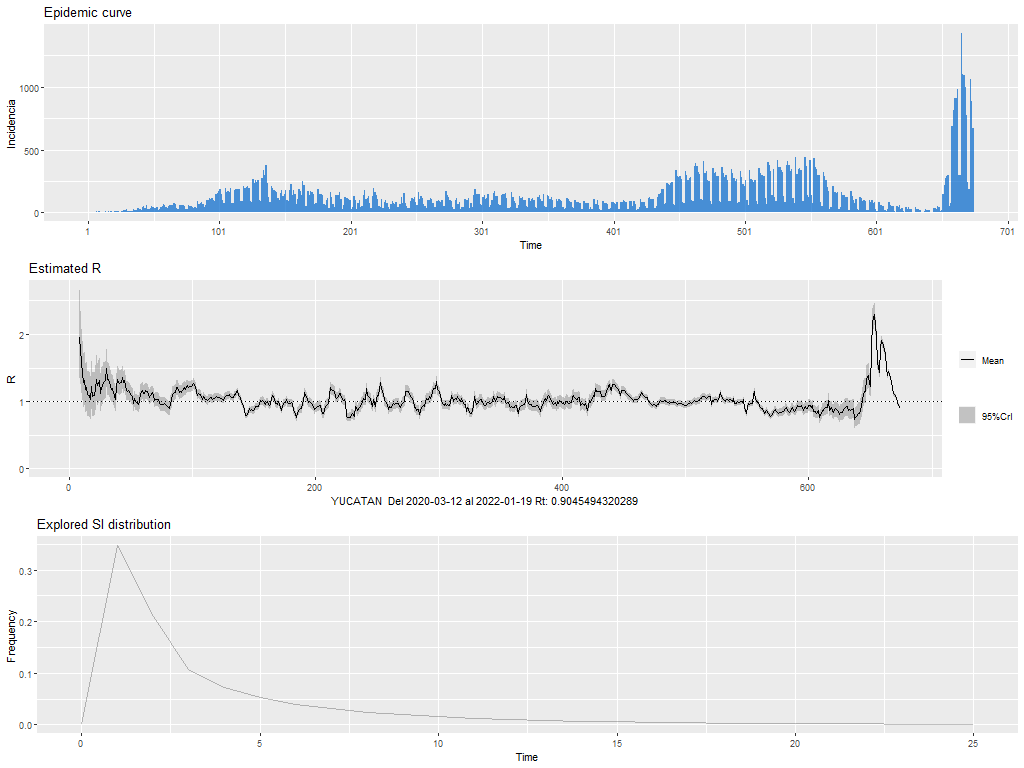 Epidemic curve
Incidencia
1000
500
0
1 101 201 301 401 501 601 701
Time
Estimated R
R
2
1
0
Mean
95%CrI
0 200 400 600
YUCATAN Del 2020-03-12 al 2022-01-19 Rt: 0.9045494320289
Explored SI distribution
Frequency
0.3
0.2
0.1
0.0
0 5 10 15 20 25
Time